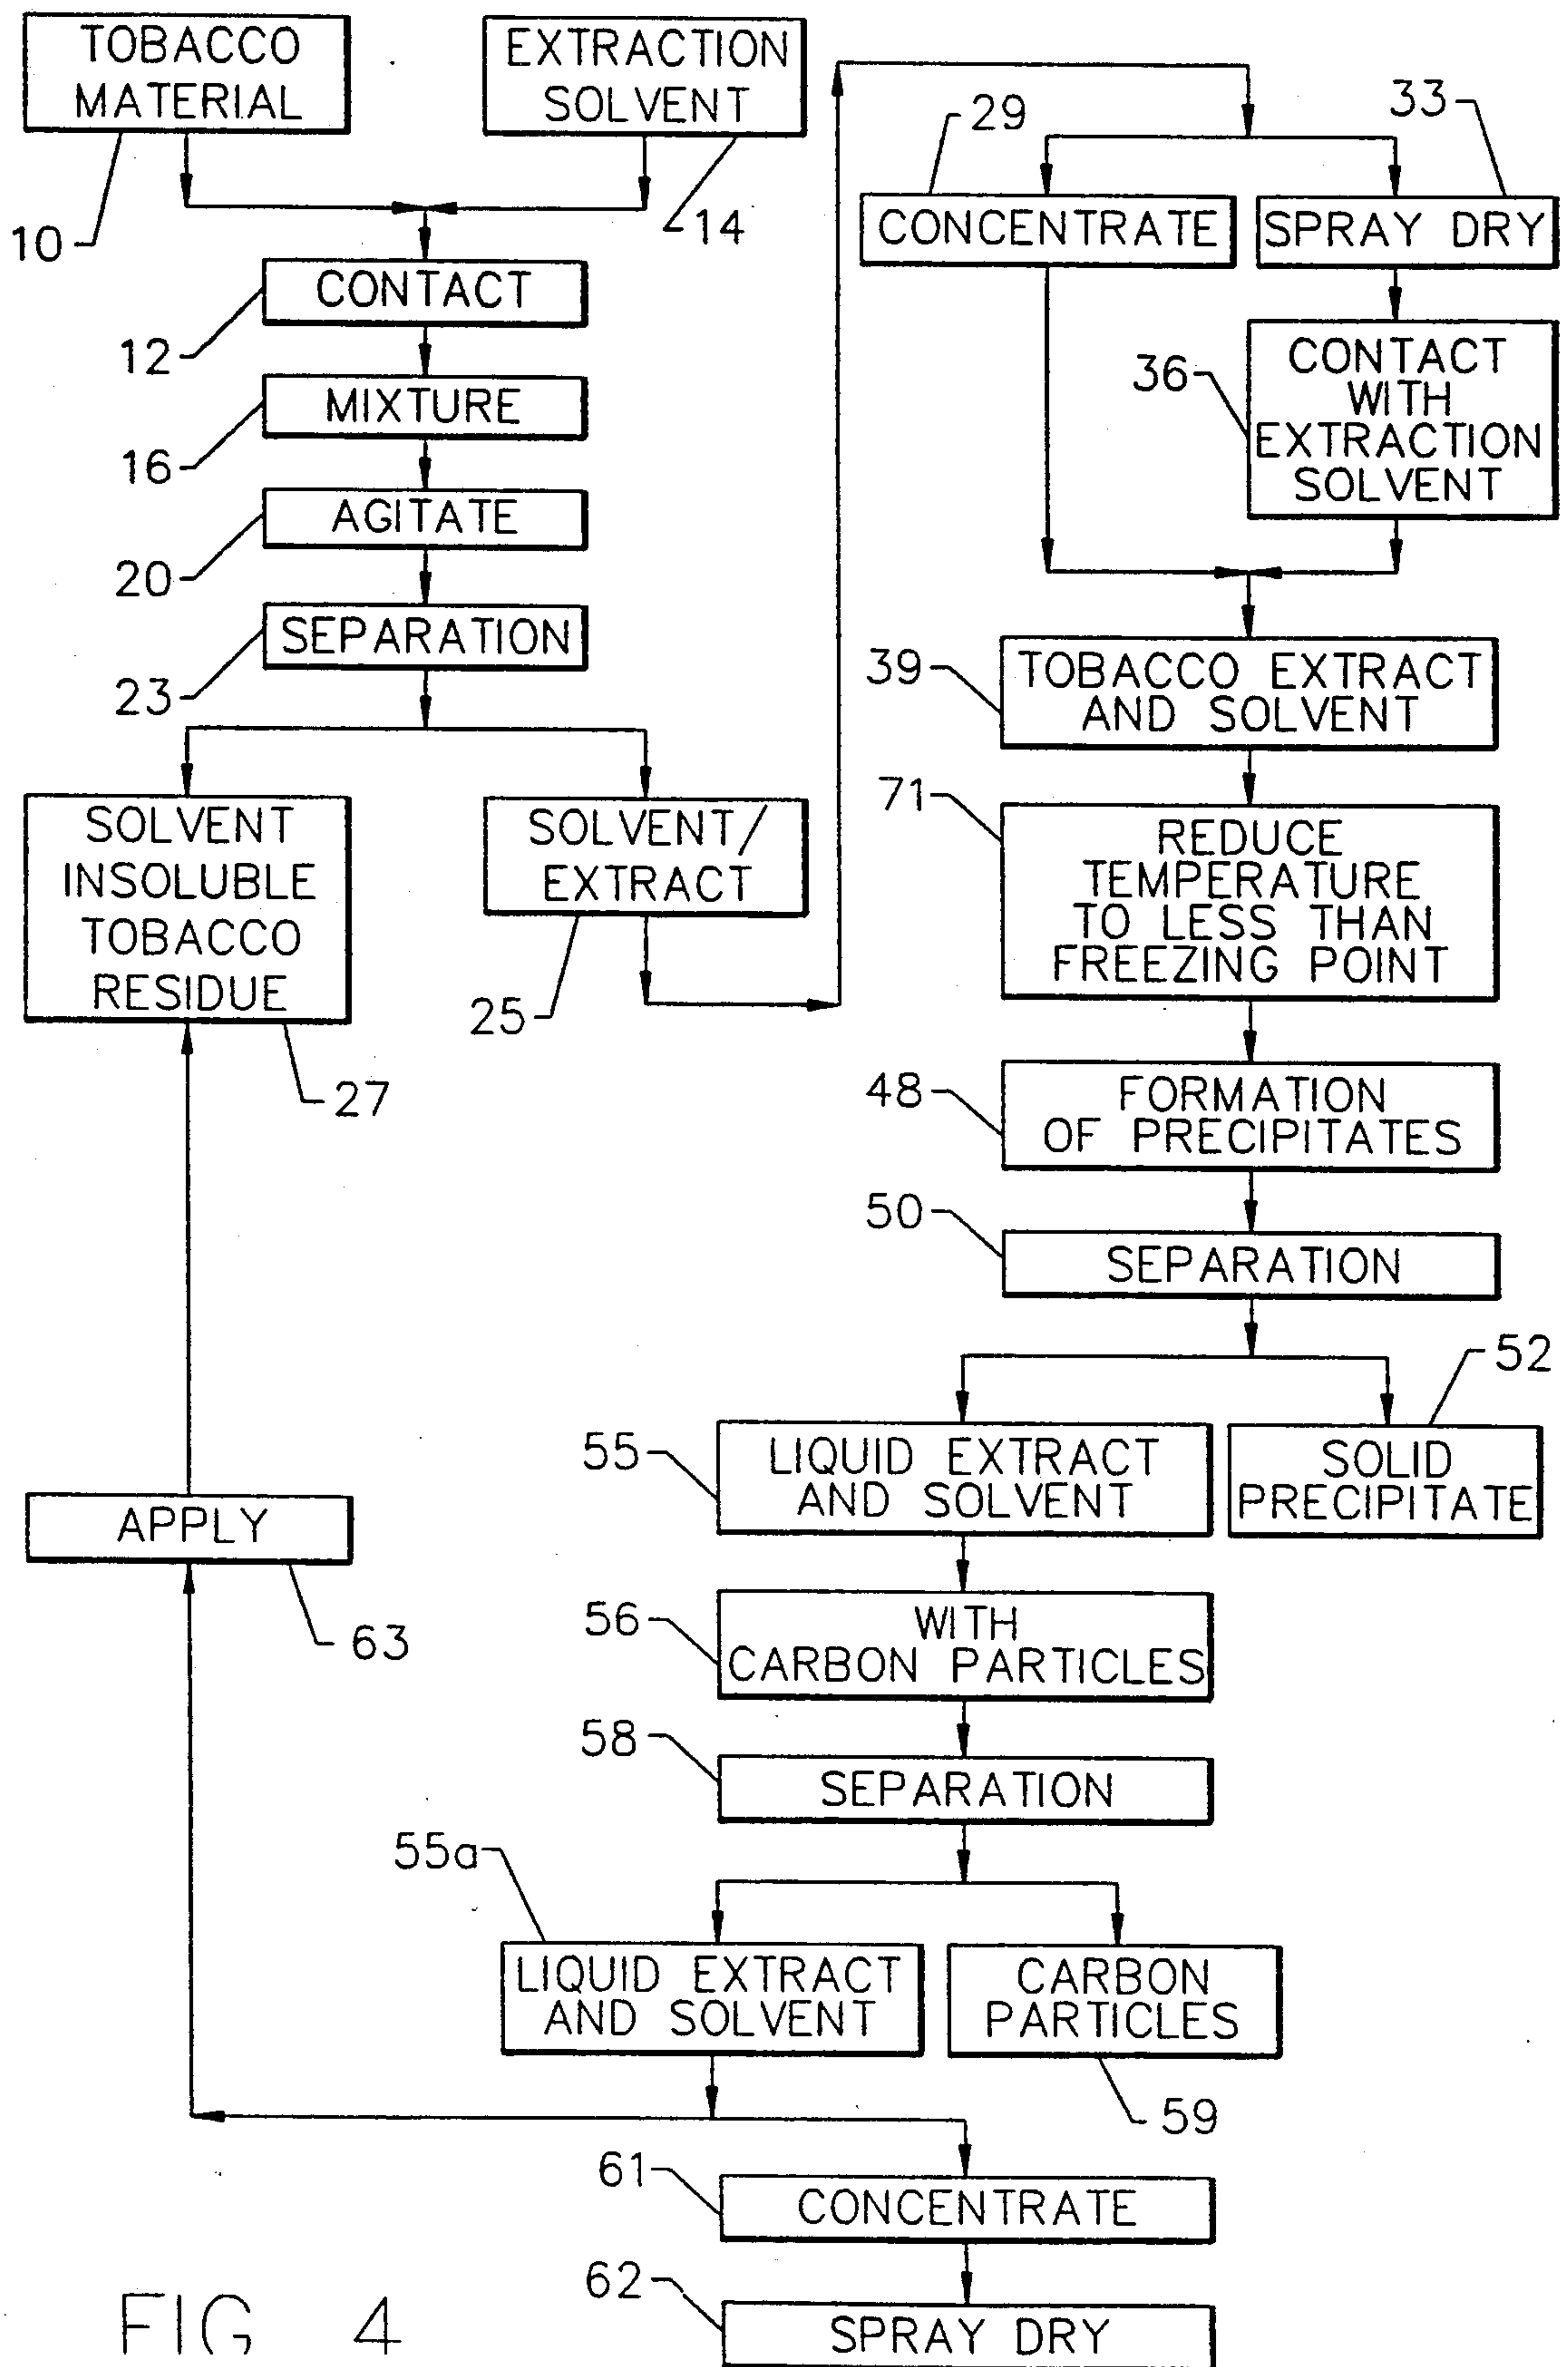 TOBACCO
MATERIAL
10
EXTRACTION
SOLVENT
14
CONTACT
12
MIXTURE
16
AGITATE
20
SEPARATION
23
SOLVENT
INSOLUBLE
TOBACCO
RESIDUE
27
SOLVENT/
EXTRACT
25
29
CONCENTRATE
33
SPRAY DRY
36
CONTACT
WITH
EXTRACTION
SOLVENT
39
TOBACCO EXTRACT
AND SOLVENT
71
REDUCE
TEMPERATURE
TO LESS THAN
FREEZING POINT
48
FORMATION
OF PRECIPITATES
50
SEPARATION
52
SOLID
PRECIPITATE
55
LIQUID EXTRACT
AND SOLVENT
56
WITH
CARBON PARTICLES
58
SEPARATION
55a
LIQUID EXTRACT
AND SOLVENT
CARBON
PARTICLES
59
APPLY
63
61
CONCENTRATE
62
SPRAY DRY
FIG 4